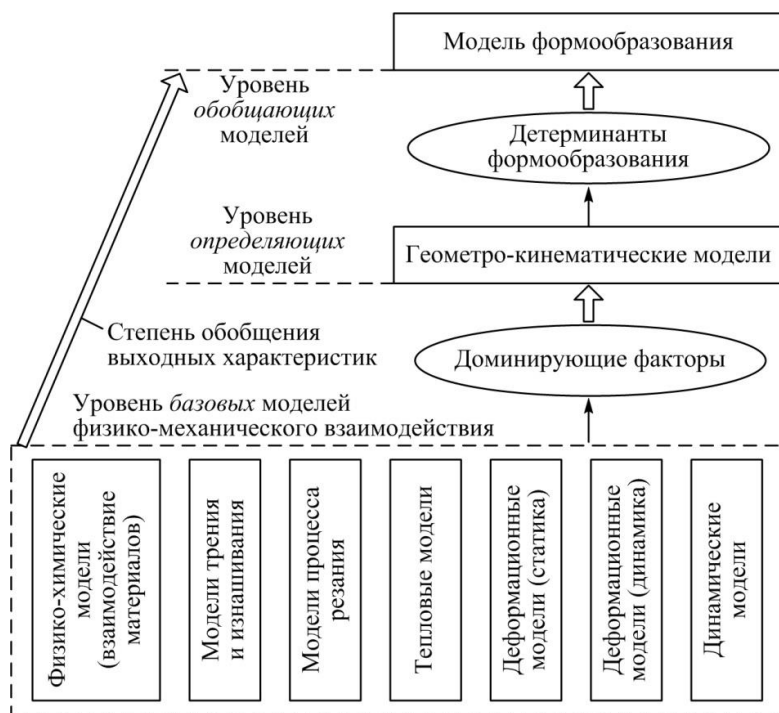 Модель формообразования
Уровень
обобщающих
моделей
Детерминанты
формообразования
Уровень
определяющих
моделей
Геометро-кинематические модели
Степень обобщения
выходных характеристик
Доминирующие факторы
Уровень базовых моделей
физико-механического взаимодействия
Физико-химические
модели
(взаимодействие
материалов)
Модели трения
и изнашивания
Модели процесса
резания
Тепловые модели
Деформационные
модели (статика)
Деформационные
модели (динамика)
Динамические
модели